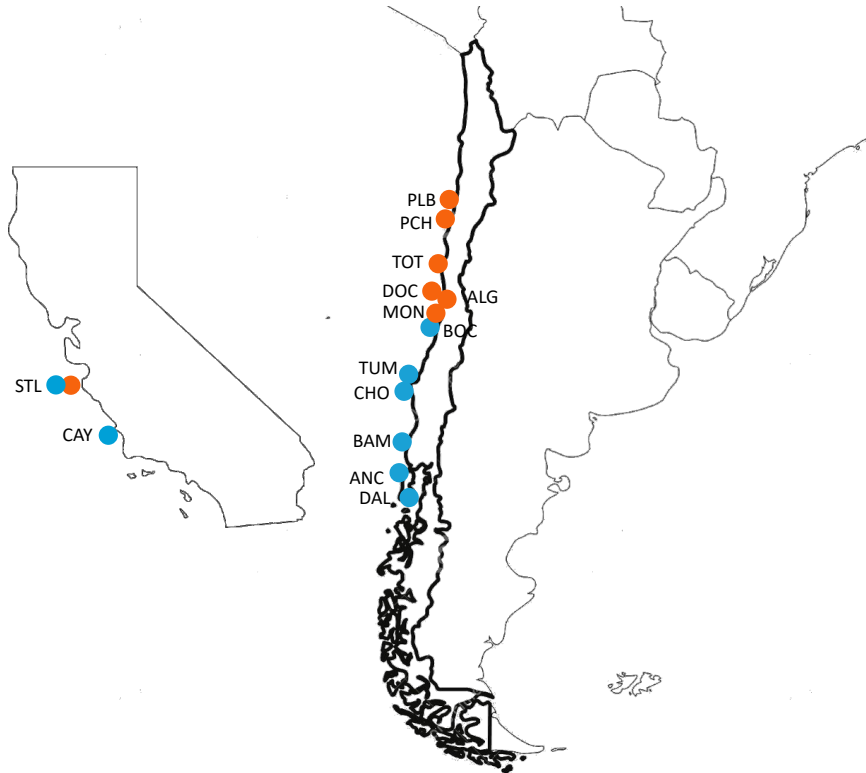 PLB
PCH
TOT
DOC
ALG
MON
BOC
TUM
CHO
STL
CAY
BAM
ANC
DAL